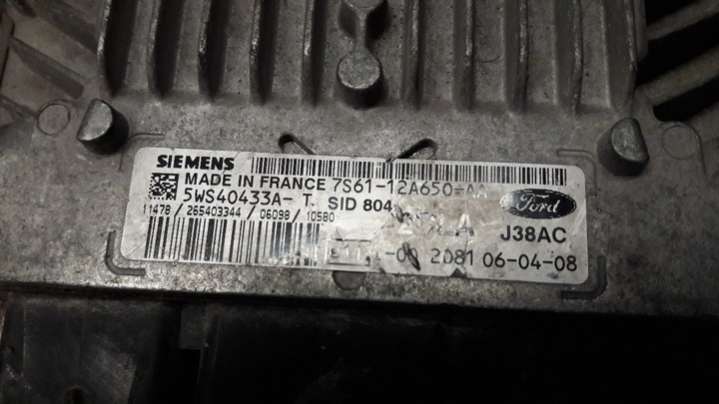 SIEMENS
MADE IN FRANCE 7S61-12A650-AA
5WS40433A- T. SID 804
Ford
11478 / 265403344 / 06098 / 10580
J38AC
2081 06-04-08